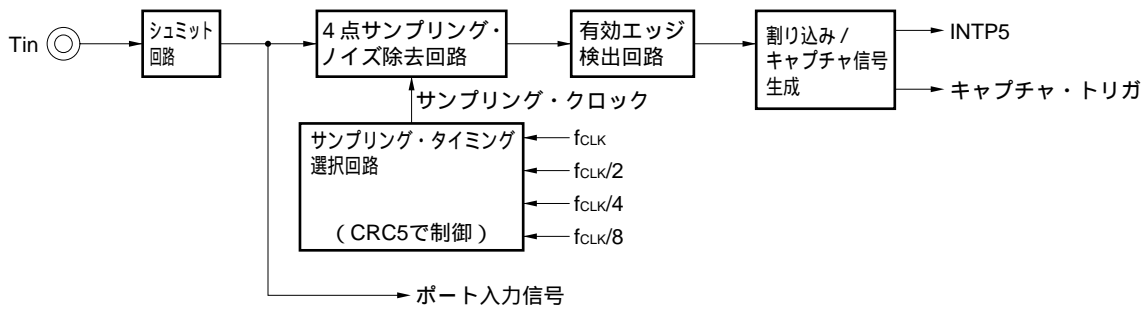 Tin
シュミット
回路
4点サンプリング・
ノイズ除去回路
有効エッジ
検出回路
割り込み/
キャプチャ信号
生成
INTP5
キャプチャ・トリガ
サンプリング・クロック
サンプリング・タイミング
選択回路
(CRC5で制御)
fCLK
fCLK/2
fCLK/4
fCLK/8
ポート入力信号